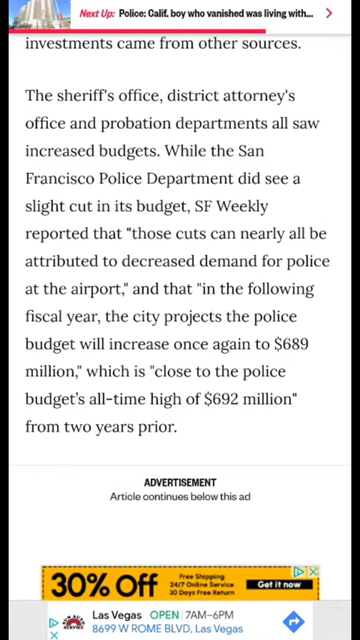 Next Up: Police: Calif. boy who vanished was living with...
investments came from other sources.
The sheriff's office, district attorney's
office and probation departments all saw
increased budgets. While the San
Francisco Police Department did see a
slight cut in its budget, SF Weekly
reported that "those cuts can nearly all be
attributed to decreased demand for police
at the airport," and that "in the following
fiscal year, the city projects the police
budget will increase once again to $689
million," which is "close to the police
budget's all-time high of $692 million"
from two years prior.
ADVERTISEMENT
Article continues below this ad
30% Off
Free Shipping
24/7 Online Service
30 Days Free Return
Get it now
Las Vegas OPEN 7AM–6PM
8699 W ROME BLVD, Las Vegas